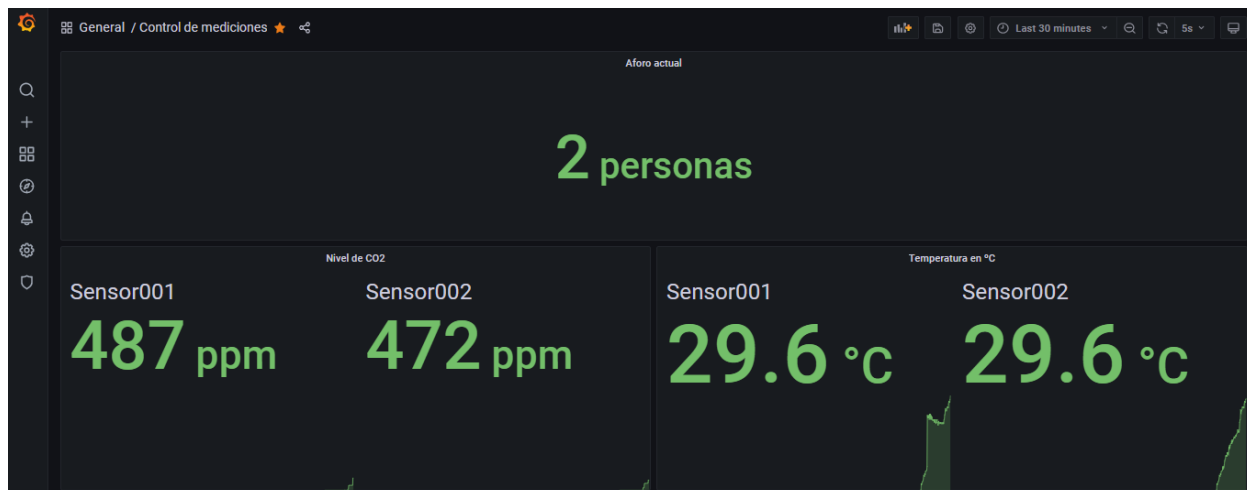 General / Control de mediciones
Last 30 minutes
5s
Aforo actual
2 personas
Nivel de CO2
Temperatura en ºC
Sensor001
487 ppm
Sensor002
472 ppm
Sensor001
29.6 °C
Sensor002
29.6 °C